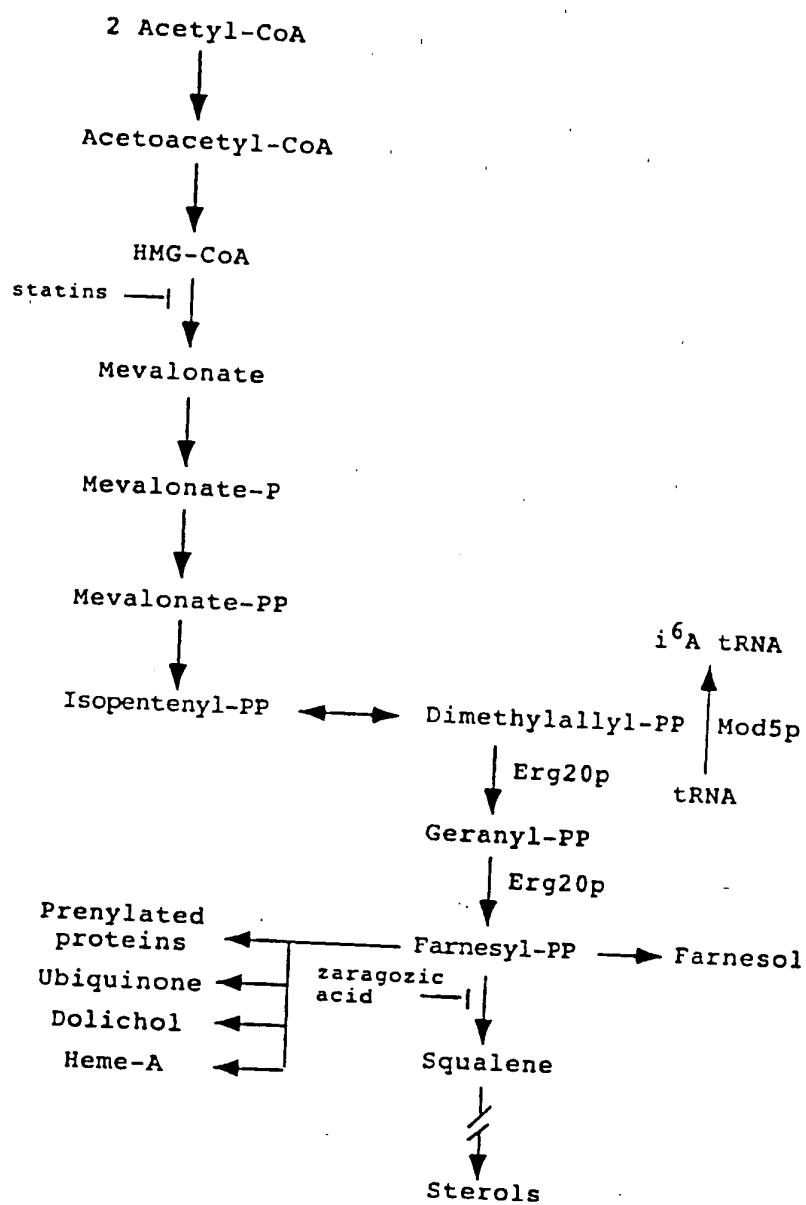 2 Acetyl-CoA
Acetoacetyl-CoA
HMG-CoA
statins
Mevalonate
Mevalonate-P
Mevalonate-PP
i⁶A tRNA
Isopentenyl-PP
Dimethylallyl-PP
Mod5p
Erg20p
tRNA
Geranyl-PP
Erg20p
Prenylated
proteins
Farnesyl-PP
Farnesol
Ubiquinone
zaragozic
acid
Dolichol
Heme-A
Squalene
Sterols